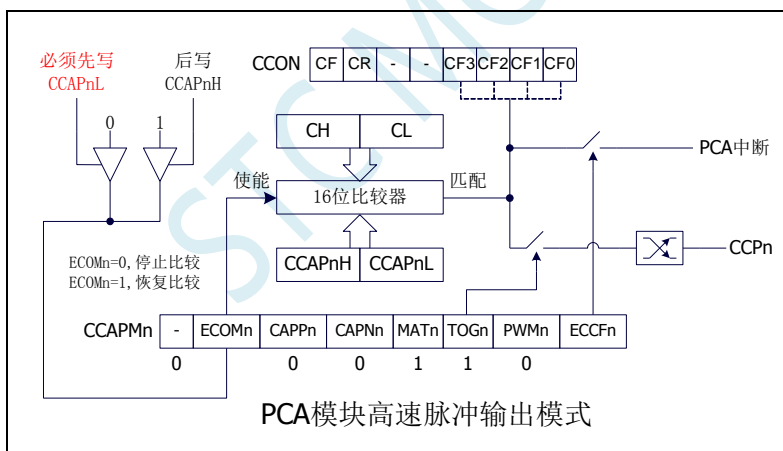 必须先写 CCAPnL
后写 CCAPnH
0 1
CCON CF CR - - CF3 CF2 CF1 CF0
CH CL
PCA中断
使能 16位比较器 匹配
CCAPnH CCAPnL
CCPn
ECOMn=0,停止比较
ECOMn=1,恢复比较
CCAPMn - ECOMn CAPPn CAPNn MATn TOGn PWMn ECCFn
0 0 0 1 1 0
PCA模块高速脉冲输出模式